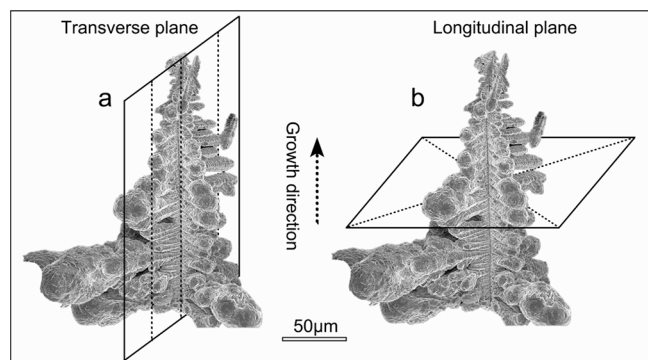 Transverse plane
Longitudinal plane
a
b
Growth direction
50µm